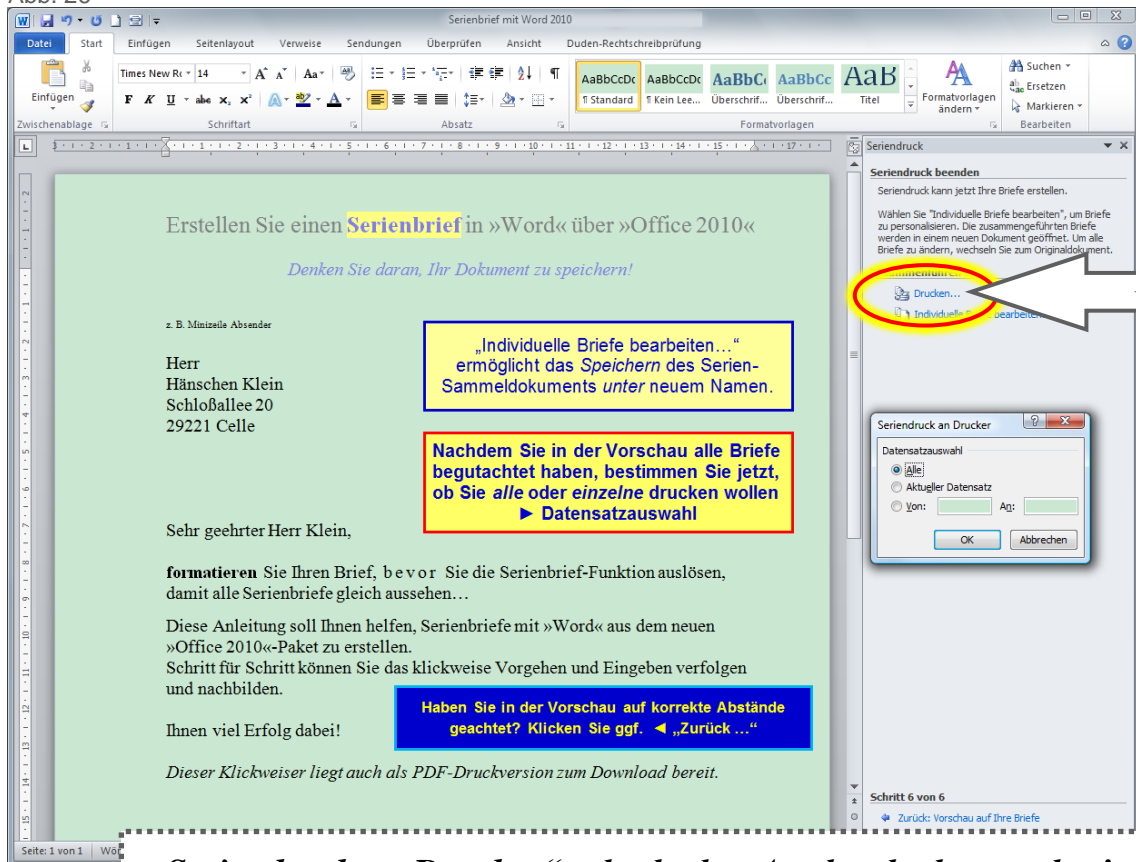 Serienbrief mit Word 2010
Datei Start Einfügen Seitenlayout Verweise Sendungen Überprüfen Ansicht Duden-Rechtschreibprüfung
Einfügen
Times New Ro 14
F K U abc x₂ x²
AaBbCcDc AaBbCcDc AaBbC AaBbCc AaB
¶ Standard ¶ Kein Lee... Überschrif... Überschrif... Titel
Formatvorlagen ändern
Suchen
Ersetzen
Markieren
Zwischenablage Schriftart Absatz Formatvorlagen Bearbeiten
Erstellen Sie einen Serienbrief in »Word« über »Office 2010«
Denken Sie daran, Ihr Dokument zu speichern!
z. B. Minizeile Absender
Herr
Hänschen Klein
Schloßallee 20
29221 Celle
„Individuelle Briefe bearbeiten…“
ermöglicht das Speichern des Serien-
Sammeldokuments unter neuem Namen.
Nachdem Sie in der Vorschau alle Briefe
begutachtet haben, bestimmen Sie jetzt,
ob Sie alle oder einzelne drucken wollen
► Datensatzauswahl
Sehr geehrter Herr Klein,
formatieren Sie Ihren Brief, bevor Sie die Serienbrief-Funktion auslösen,
damit alle Serienbriefe gleich aussehen…
Diese Anleitung soll Ihnen helfen, Serienbriefe mit »Word« aus dem neuen
»Office 2010«-Paket zu erstellen.
Schritt für Schritt können Sie das klickweise Vorgehen und Eingeben verfolgen
und nachbilden.
Haben Sie in der Vorschau auf korrekte Abstände
geachtet? Klicken Sie ggf. ◄ „Zurück …“
Ihnen viel Erfolg dabei!
Dieser Klickweiser liegt auch als PDF-Druckversion zum Download bereit.
Seriendruck
Seriendruck beenden
Seriendruck kann jetzt Ihre Briefe erstellen.
Wählen Sie "Individuelle Briefe bearbeiten", um Briefe
zu personalisieren. Die zusammengeführten Briefe
werden in einem neuen Dokument geöffnet. Um alle
Briefe zu ändern, wechseln Sie zum Originaldokument.
Drucken...
Individuelle bearbeiten
Seriendruck an Drucker
Datensatzauswahl
Alle
Aktueller Datensatz
Von: An:
OK Abbrechen
Schritt 6 von 6
Zurück: Vorschau auf Ihre Briefe
Seite: 1 von 1